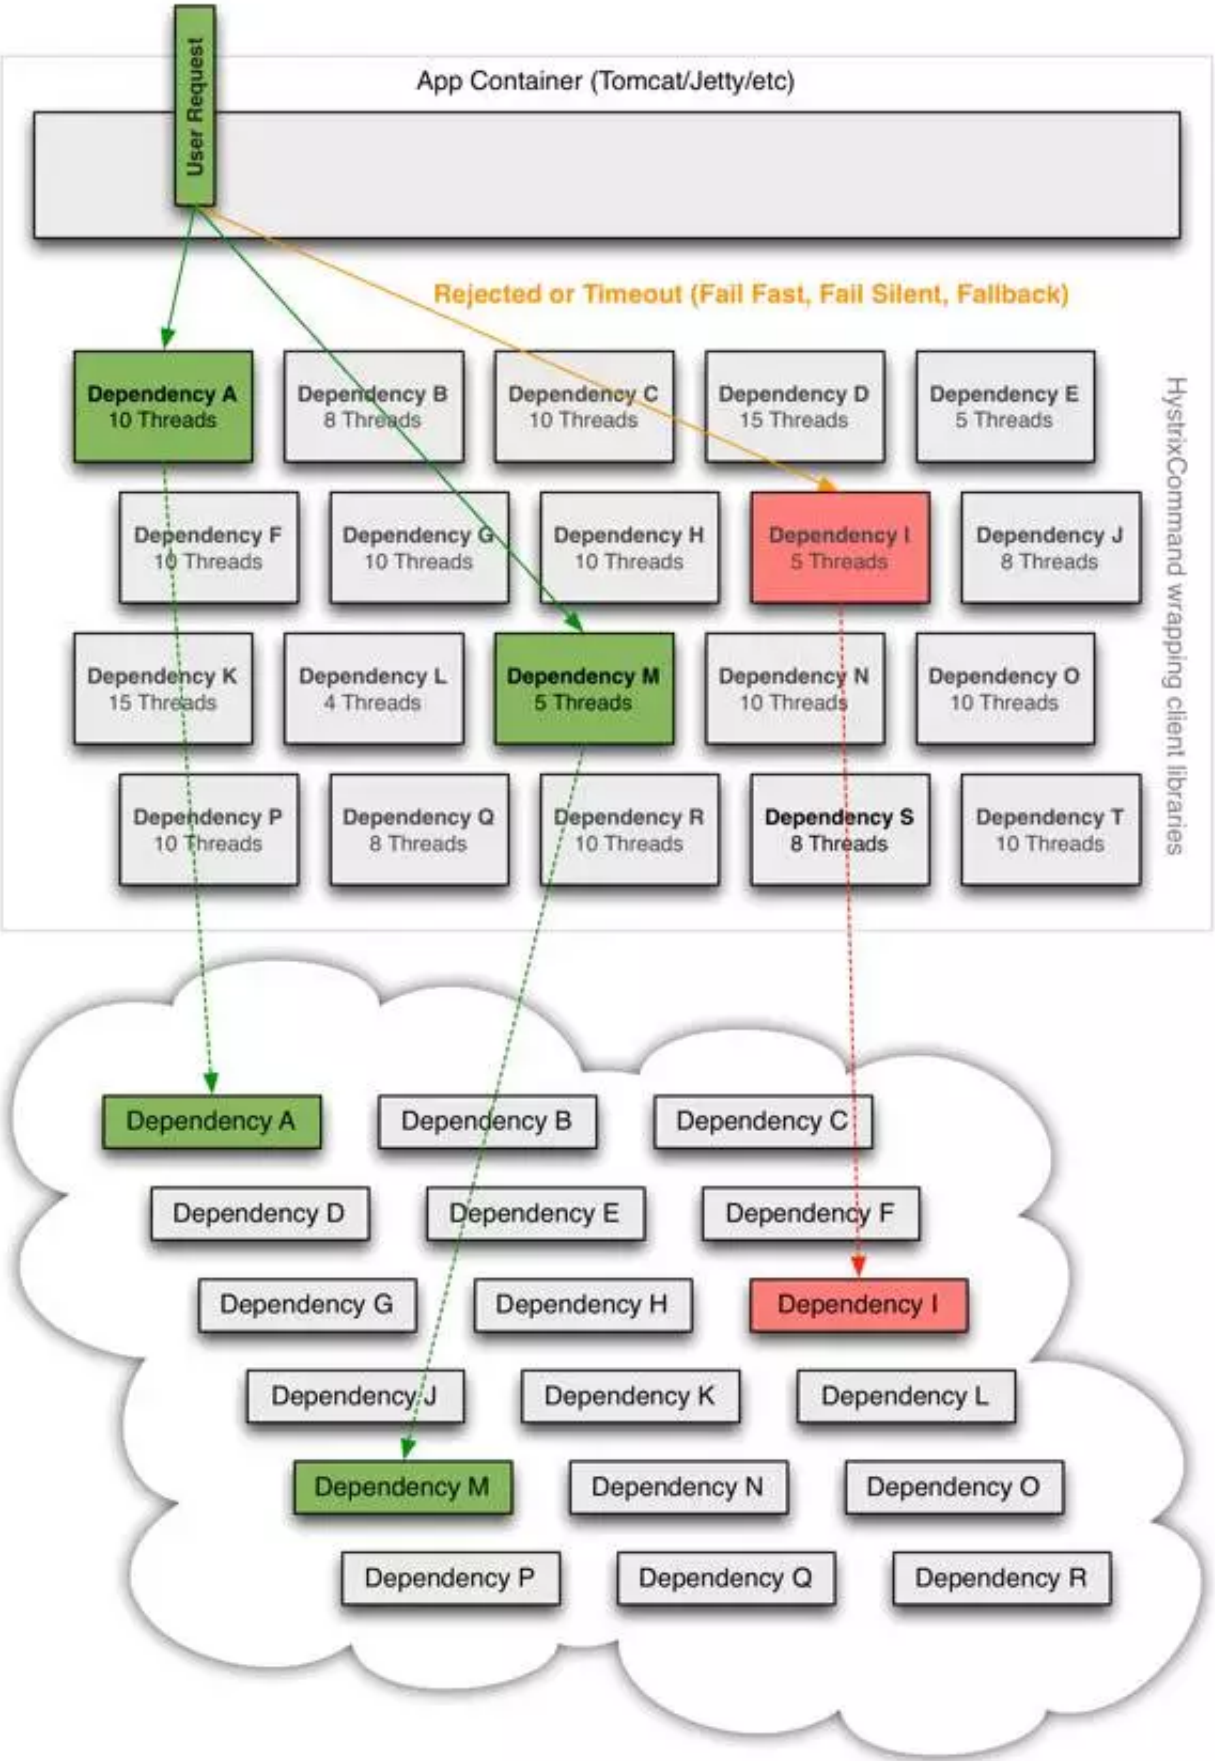 User Request
App Container (Tomcat/Jetty/etc)
Rejected or Timeout (Fail Fast, Fail Silent, Fallback)
Dependency A
10 Threads
Dependency B
8 Threads
Dependency C
10 Threads
Dependency D
15 Threads
Dependency E
5 Threads
Dependency F
10 Threads
Dependency G
10 Threads
Dependency H
10 Threads
Dependency I
5 Threads
Dependency J
8 Threads
Dependency K
15 Threads
Dependency L
4 Threads
Dependency M
5 Threads
Dependency N
10 Threads
Dependency O
10 Threads
Dependency P
10 Threads
Dependency Q
8 Threads
Dependency R
10 Threads
Dependency S
8 Threads
Dependency T
10 Threads
HystrixCommand wrapping client libraries
Dependency A
Dependency B
Dependency C
Dependency D
Dependency E
Dependency F
Dependency G
Dependency H
Dependency I
Dependency J
Dependency K
Dependency L
Dependency M
Dependency N
Dependency O
Dependency P
Dependency Q
Dependency R